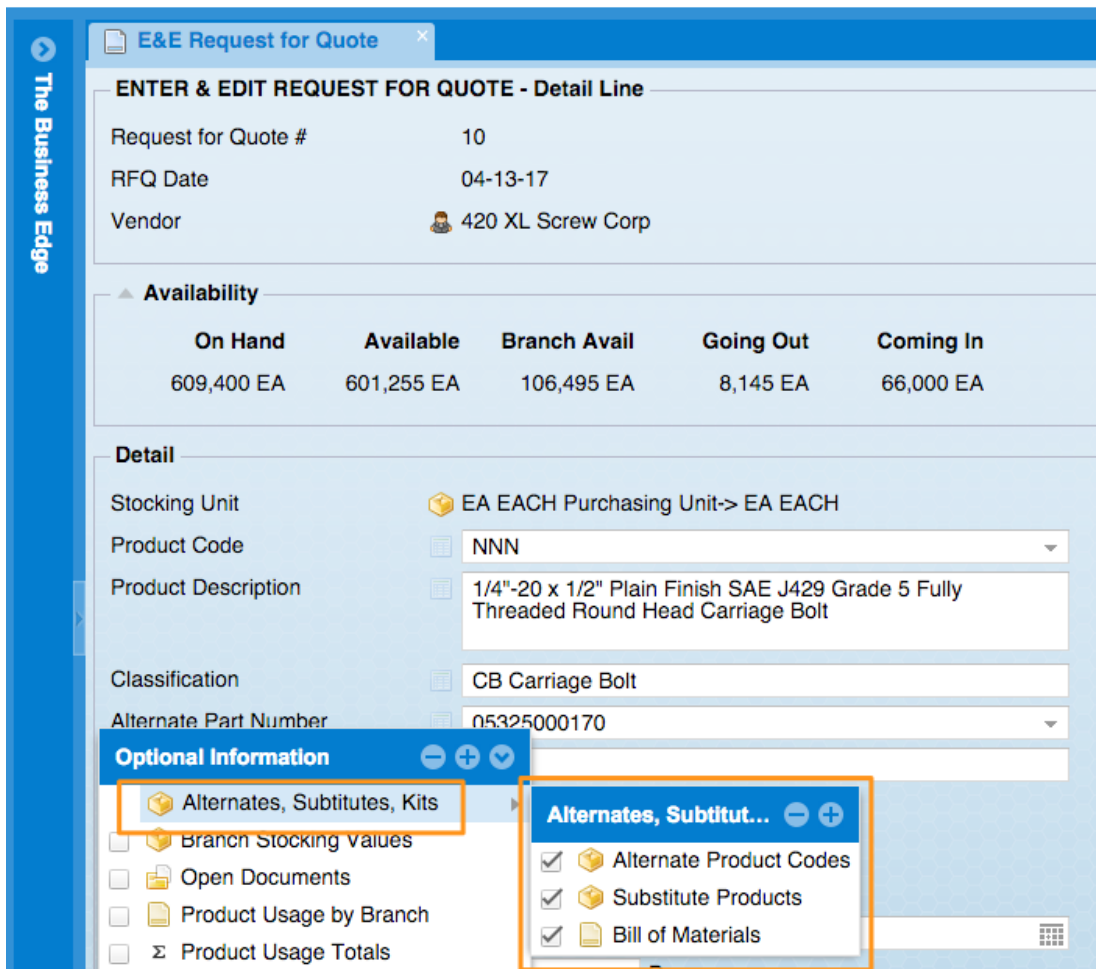 The Business Edge
E&E Request for Quote
ENTER & EDIT REQUEST FOR QUOTE - Detail Line
Request for Quote # 10
RFQ Date 04-13-17
Vendor 420 XL Screw Corp
Availability
On Hand Available Branch Avail Going Out Coming In
609,400 EA 601,255 EA 106,495 EA 8,145 EA 66,000 EA
Detail
Stocking Unit EA EACH Purchasing Unit-> EA EACH
Product Code NNN
Product Description 1/4"-20 x 1/2" Plain Finish SAE J429 Grade 5 Fully
Threaded Round Head Carriage Bolt
Classification CB Carriage Bolt
Alternate Part Number 05325000170
Optional Information
Alternates, Subtitutes, Kits
Branch Stocking Values
Open Documents
Product Usage by Branch
Σ Product Usage Totals
Alternates, Subtitut...
Alternate Product Codes
Substitute Products
Bill of Materials